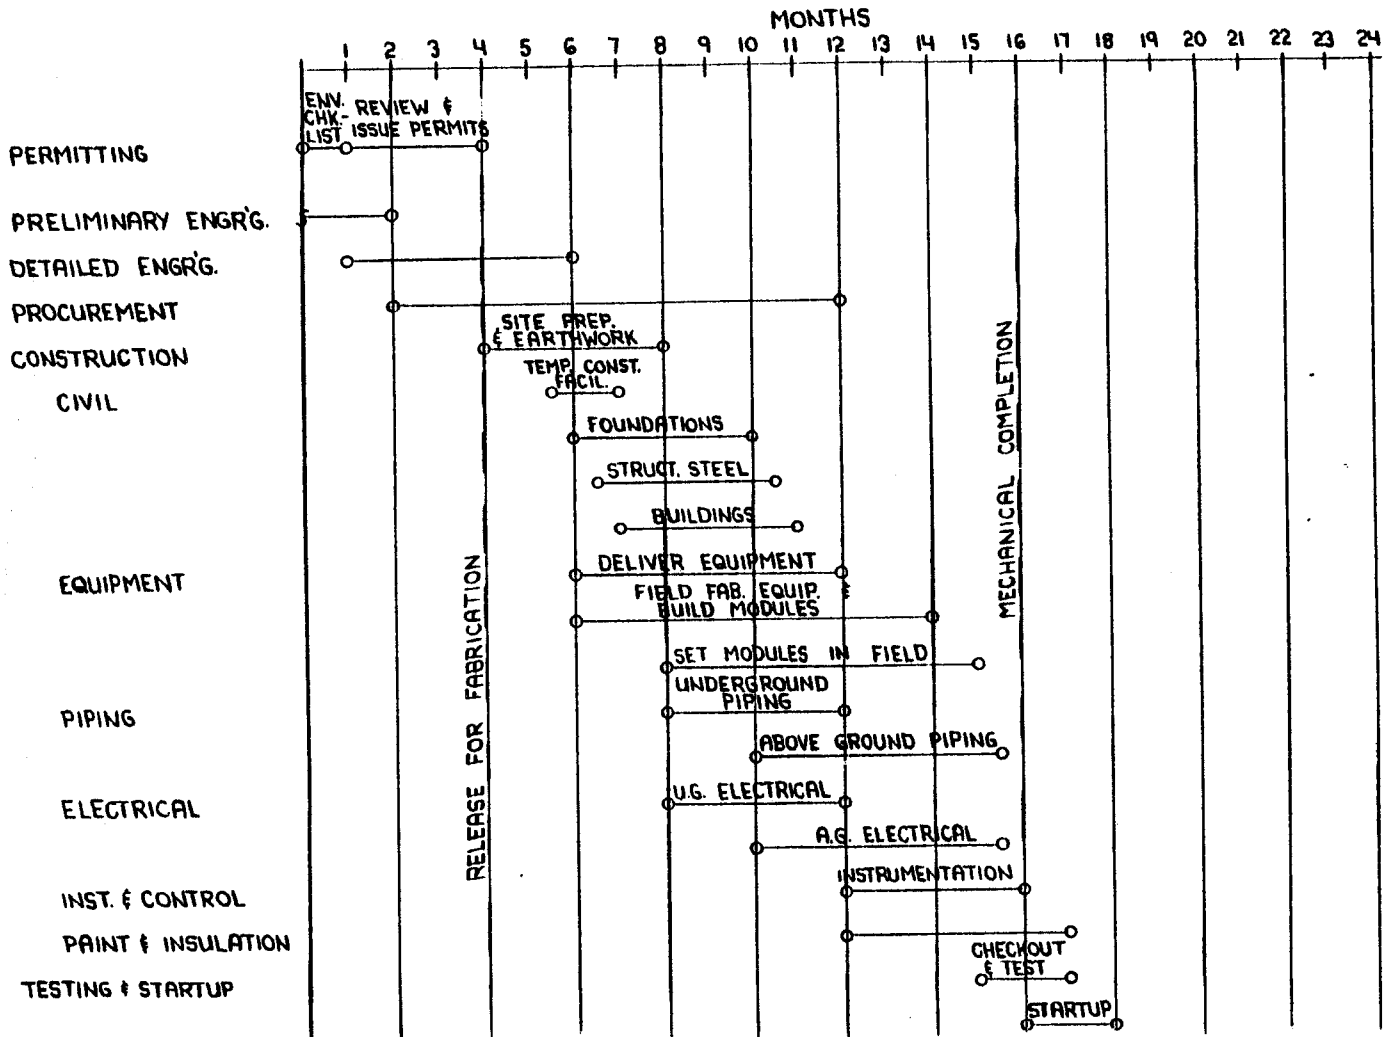 MONTHS
1 2 3 4 5 6 7 8 9 10 11 12 13 14 15 16 17 18 19 20 21 22 23 24
ENV.
CHK-
LIST
REVIEW &
ISSUE PERMITS
PERMITTING
PRELIMINARY ENGR'G.
DETAILED ENGR'G.
PROCUREMENT
SITE PREP.
& EARTHWORK
CONSTRUCTION
TEMP. CONST.
FACIL.
CIVIL
FOUNDATIONS
STRUCT. STEEL
BUILDINGS
DELIVER EQUIPMENT
EQUIPMENT
FIELD FAB. EQUIP. &
BUILD MODULES
SET MODULES IN FIELD
UNDERGROUND
PIPING
PIPING
ABOVE GROUND PIPING
U.G. ELECTRICAL
ELECTRICAL
A.G. ELECTRICAL
INSTRUMENTATION
INST. & CONTROL
PAINT & INSULATION
CHECKOUT
& TEST
TESTING & STARTUP
STARTUP
RELEASE FOR FABRICATION
MECHANICAL COMPLETION